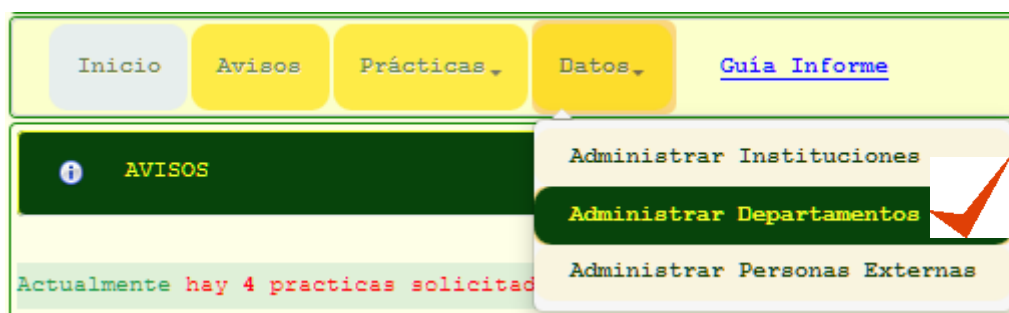 Inicio Avisos Prácticas Datos Guía Informe
AVISOS
Administrar Instituciones
Administrar Departamentos
Administrar Personas Externas
Actualmente hay 4 practicas solicitad